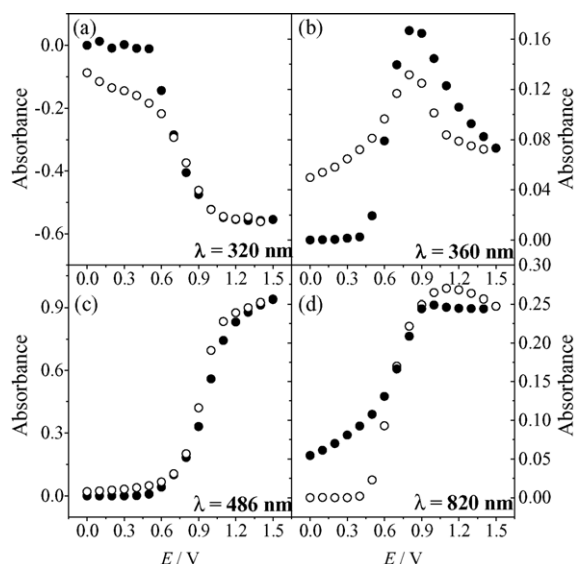 (a)
0.0
-0.2
-0.4
-0.6
Absorbance
λ = 320 nm
(b)
0.16
0.12
0.08
0.04
0.00
Absorbance
λ = 360 nm
(c)
0.9
0.6
0.3
0.0
Absorbance
λ = 486 nm
0.0 0.3 0.6 0.9 1.2 1.5
E / V
(d)
0.30
0.25
0.20
0.15
0.10
0.05
0.00
Absorbance
λ = 820 nm
0.0 0.3 0.6 0.9 1.2 1.5
E / V